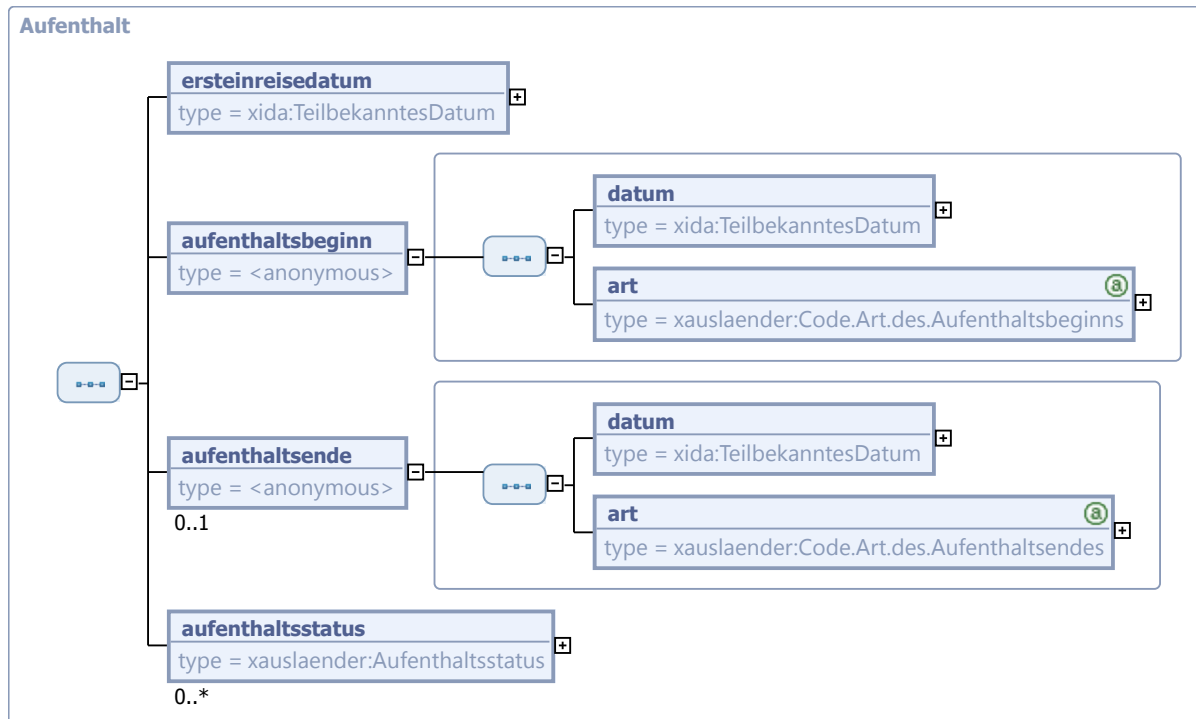 Aufenthalt
ersteinreisedatum
type = xida:TeilbekanntesDatum
aufenthaltsbeginn
type = <anonymous>
datum
type = xida:TeilbekanntesDatum
art
type = xauslaender:Code.Art.des.Aufenthaltsbeginns
aufenthaltsende
type = <anonymous>
0..1
datum
type = xida:TeilbekanntesDatum
art
type = xauslaender:Code.Art.des.Aufenthaltsendes
aufenthaltsstatus
type = xauslaender:Aufenthaltsstatus
0..*